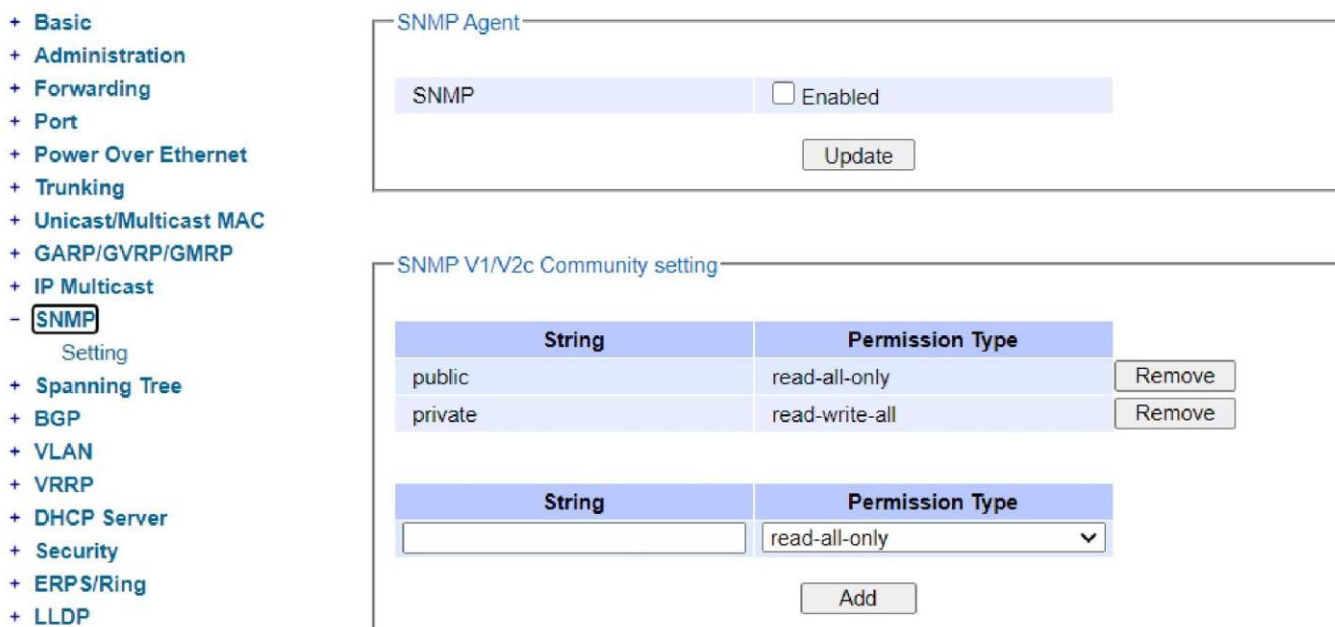 + Basic
+ Administration
+ Forwarding
+ Port
+ Power Over Ethernet
+ Trunking
+ Unicast/Multicast MAC
+ GARP/GVRP/GMRP
+ IP Multicast
- SNMP
Setting
+ Spanning Tree
+ BGP
+ VLAN
+ VRRP
+ DHCP Server
+ Security
+ ERPS/Ring
+ LLDP
SNMP Agent
SNMP Enabled
Update
SNMP V1/V2c Community setting
String Permission Type
public read-all-only Remove
private read-write-all Remove
String Permission Type
read-all-only
Add